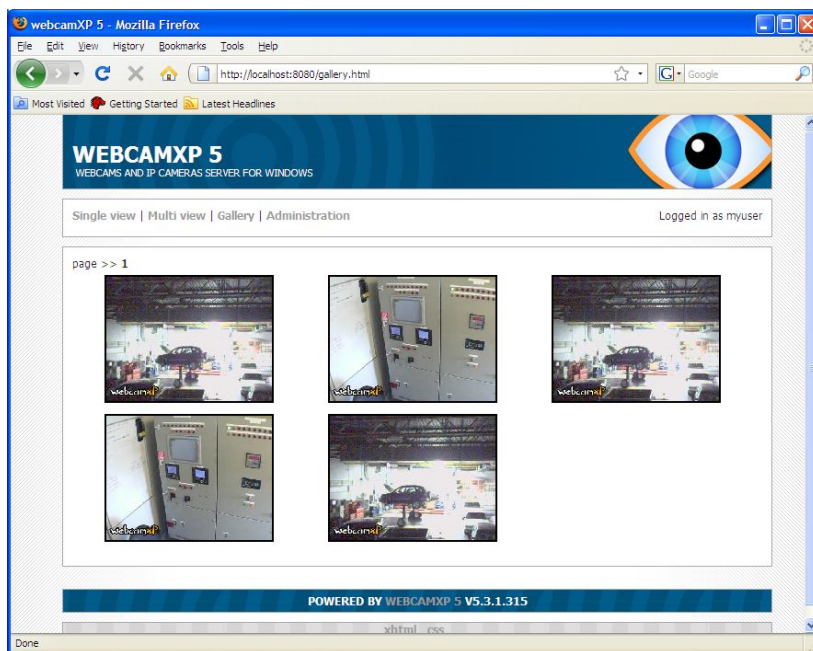 webcamXP 5 - Mozilla Firefox
File Edit View History Bookmarks Tools Help
http://localhost:8080/gallery.html
G Google
Most Visited Getting Started Latest Headlines
WEBCAMXP 5
WEBCAMS AND IP CAMERAS SERVER FOR WINDOWS
Single view | Multi view | Gallery | Administration Logged in as myuser
page >> 1
webcamXP webcamXP webcamXP
webcamXP webcamXP
POWERED BY WEBCAMXP 5 V5.3.1.315
xhtml css
Done